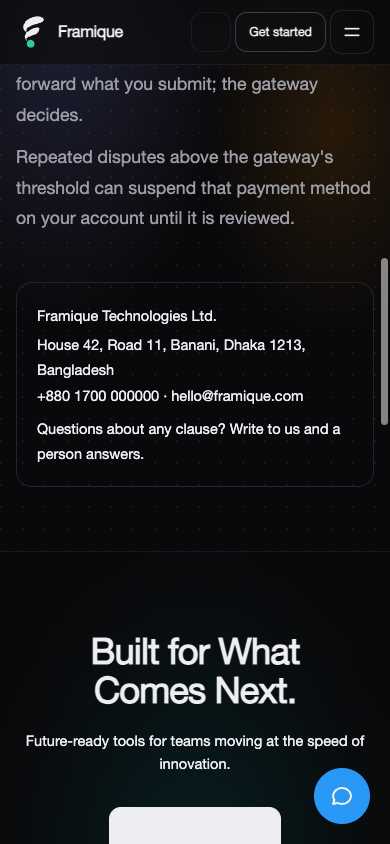 Framique
Get started
forward what you submit; the gateway
decides.
Repeated disputes above the gateway's
threshold can suspend that payment method
on your account until it is reviewed.
Framique Technologies Ltd.
House 42, Road 11, Banani, Dhaka 1213,
Bangladesh
+880 1700 000000 · hello@framique.com
Questions about any clause? Write to us and a
person answers.
Built for What
Comes Next.
Future-ready tools for teams moving at the speed of
innovation.